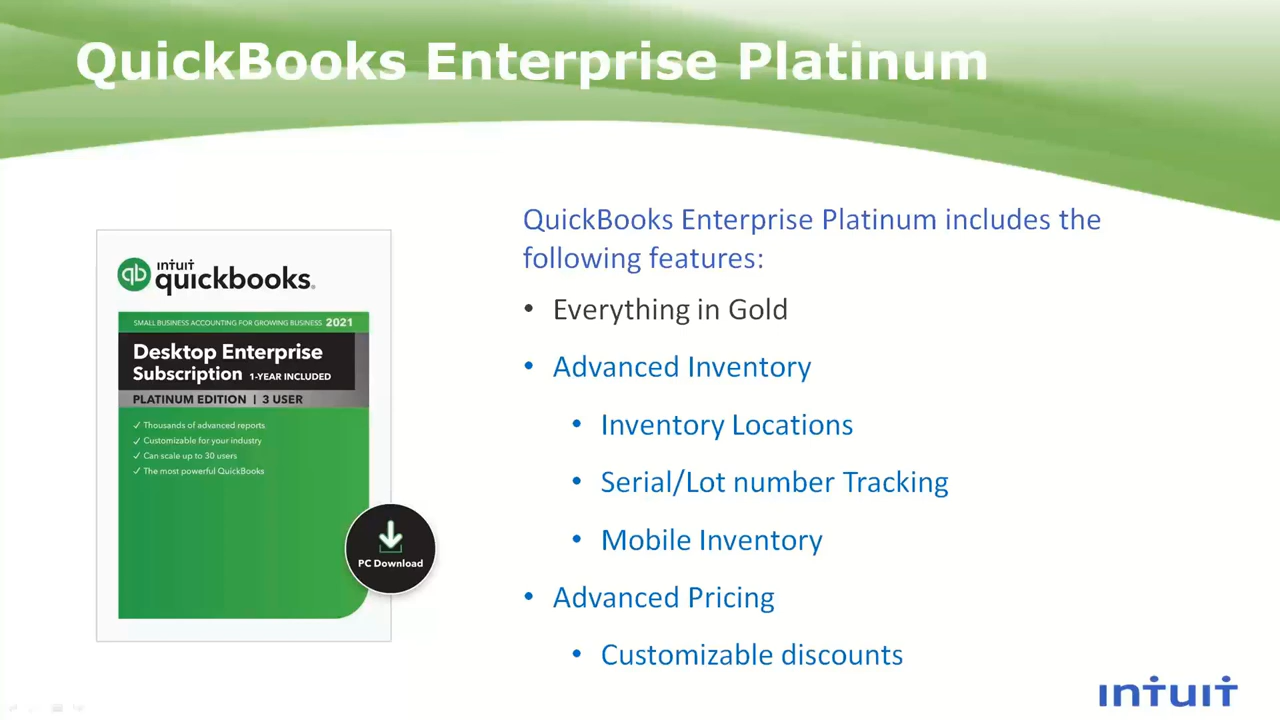 QuickBooks Enterprise Platinum
intuit
quickbooks.
SMALL BUSINESS ACCOUNTING FOR GROWING BUSINESS 2021
Desktop Enterprise
Subscription 1-YEAR INCLUDED
PLATINUM EDITION | 3 USER
✓ Thousands of advanced reports
✓ Customizable for your industry
✓ Can scale up to 30 users
✓ The most powerful QuickBooks
PC Download
QuickBooks Enterprise Platinum includes the
following features:
• Everything in Gold
• Advanced Inventory
• Inventory Locations
• Serial/Lot number Tracking
• Mobile Inventory
• Advanced Pricing
• Customizable discounts
intuit